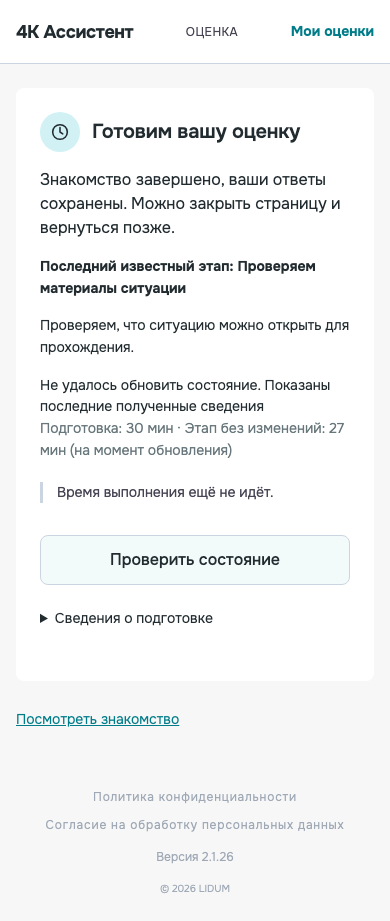 4K Ассистент
ОЦЕНКА
Мои оценки
Готовим вашу оценку
Знакомство завершено, ваши ответы
сохранены. Можно закрыть страницу и
вернуться позже.
Последний известный этап: Проверяем
материалы ситуации
Проверяем, что ситуацию можно открыть для
прохождения.
Не удалось обновить состояние. Показаны
последние полученные сведения
Подготовка: 30 мин · Этап без изменений: 27
мин (на момент обновления)
Время выполнения ещё не идёт.
Проверить состояние
Сведения о подготовке
Посмотреть знакомство
Политика конфиденциальности
Согласие на обработку персональных данных
Версия 2.1.26
© 2026 LIDUM